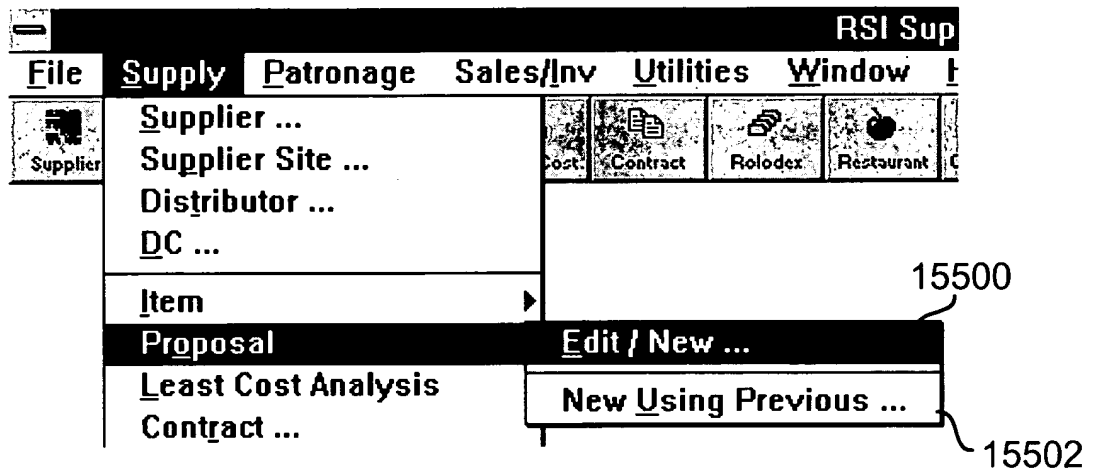 RSI Sup
File Supply Patronage Sales/Inv Utilities Window H
Supplier Cost Contract Rolodex Restaurant
Supplier ...
Supplier Site ...
Distributor ...
DC ...
Item
Proposal
Least Cost Analysis
Contract ...
Edit / New ...
New Using Previous ...
15500
15502